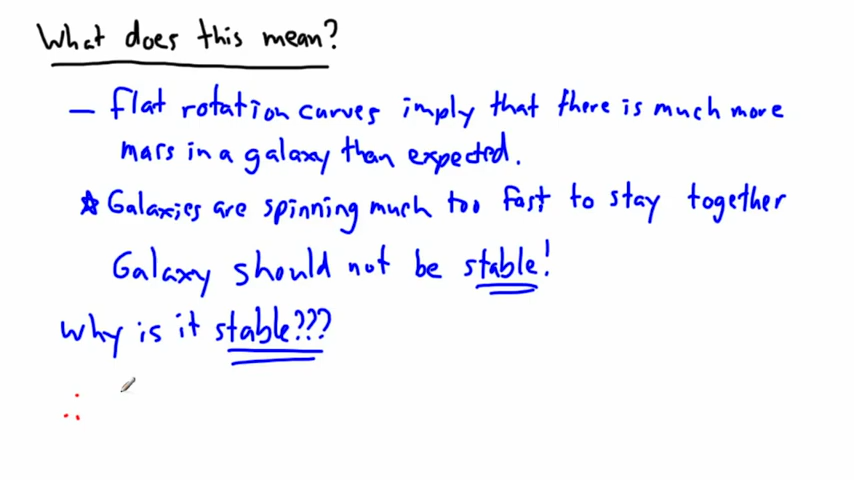 What does this mean?
— flat rotation curves imply that there is much more
mass in a galaxy than expected.
☆ Galaxies are spinning much too fast to stay together
Galaxy should not be stable!
Why is it stable???
∴